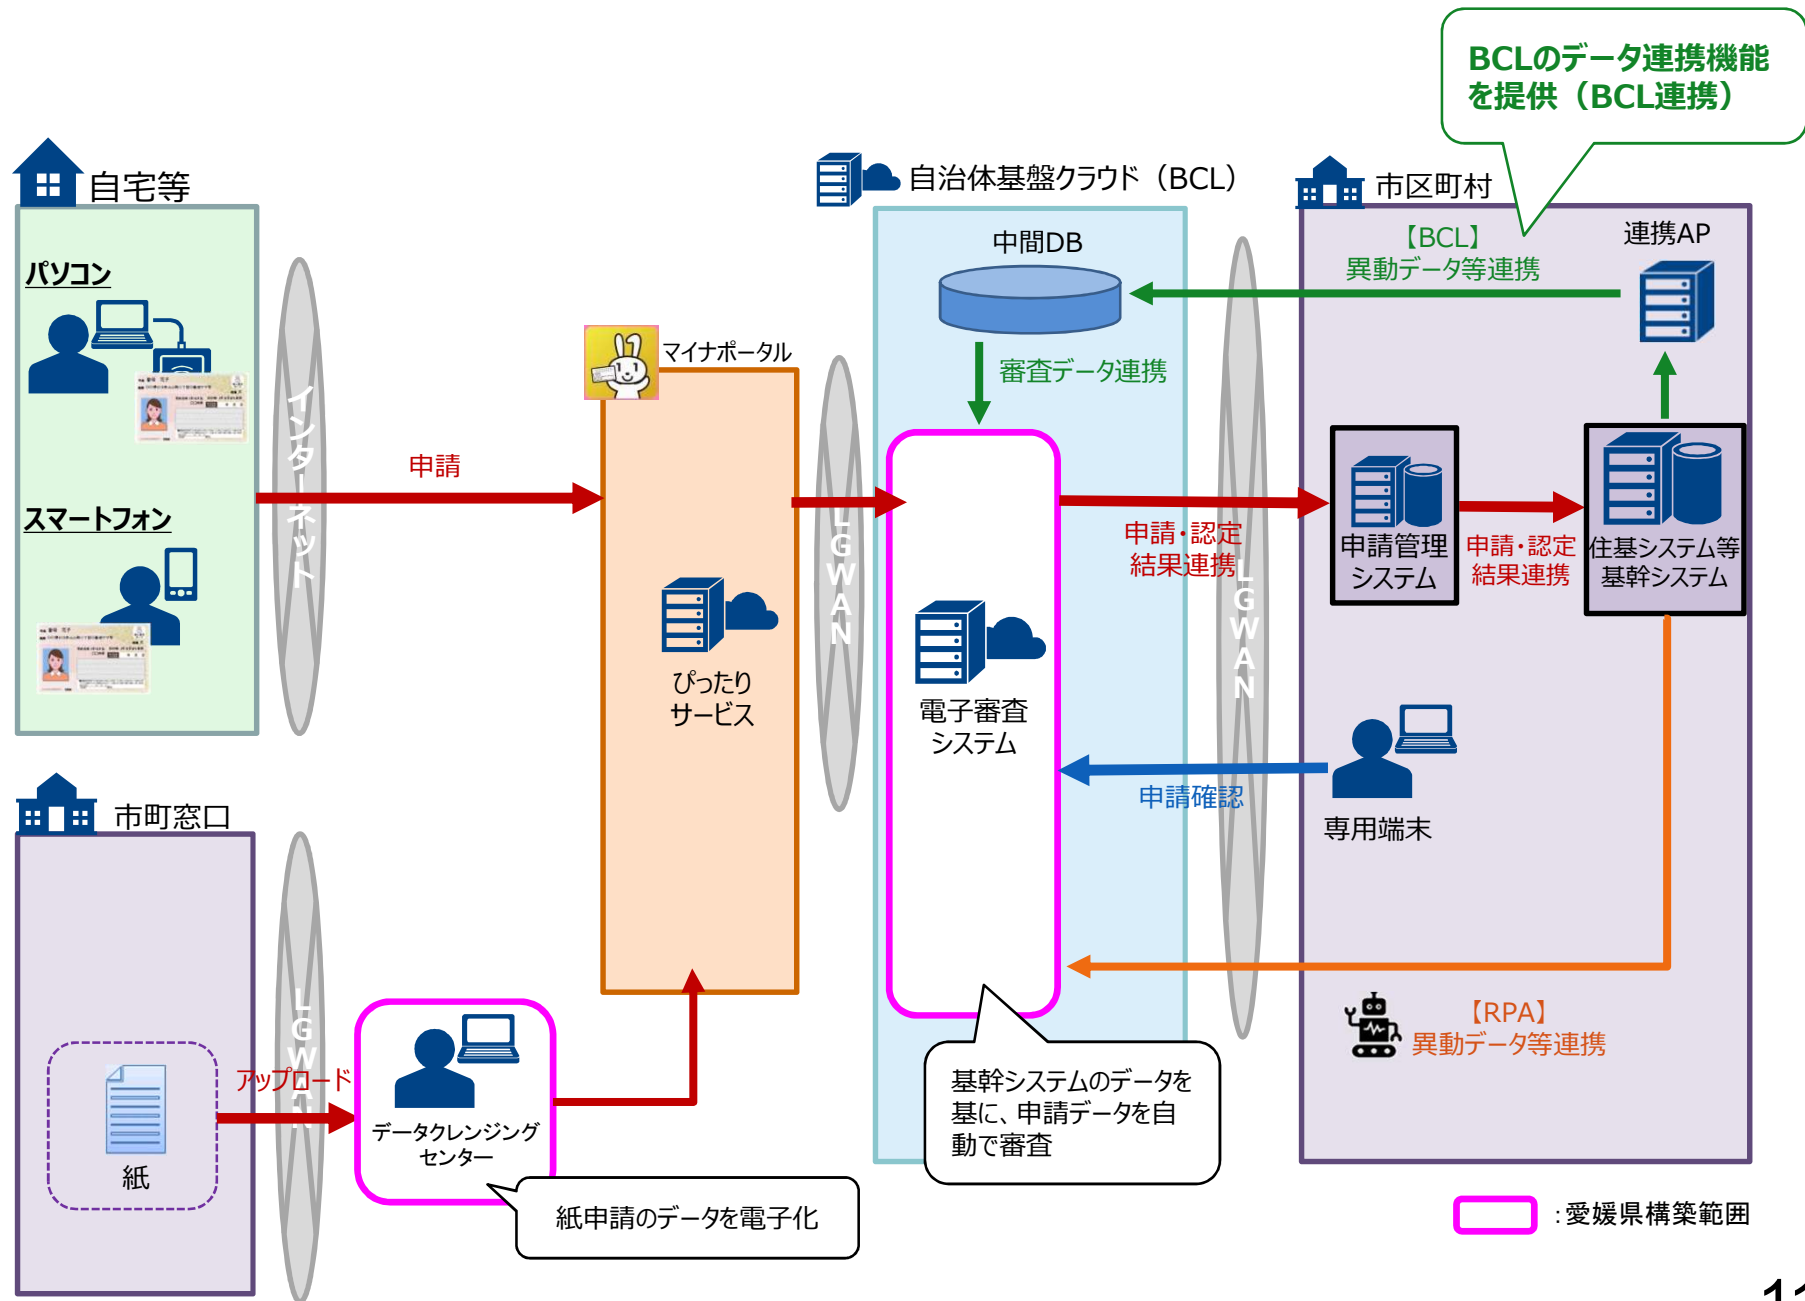 BCLのデータ連携機能
を提供（BCL連携）
自宅等
自治体基盤クラウド（BCL）
市区町村
パソコン
中間DB
【BCL】
異動データ等連携
連携AP
マイナポータル
審査データ連携
インターネット
申請
スマートフォン
LGWAN
申請・認定
結果連携
LGWAN
申請管理
システム
申請・認定
結果連携
住基システム等
基幹システム
ぴったり
サービス
電子審査
システム
申請確認
専用端末
市町窓口
LGWAN
アップロード
紙
データクレンジング
センター
紙申請のデータを電子化
基幹システムのデータを
基に、申請データを自
動で審査
【RPA】
異動データ等連携
：愛媛県構築範囲
11